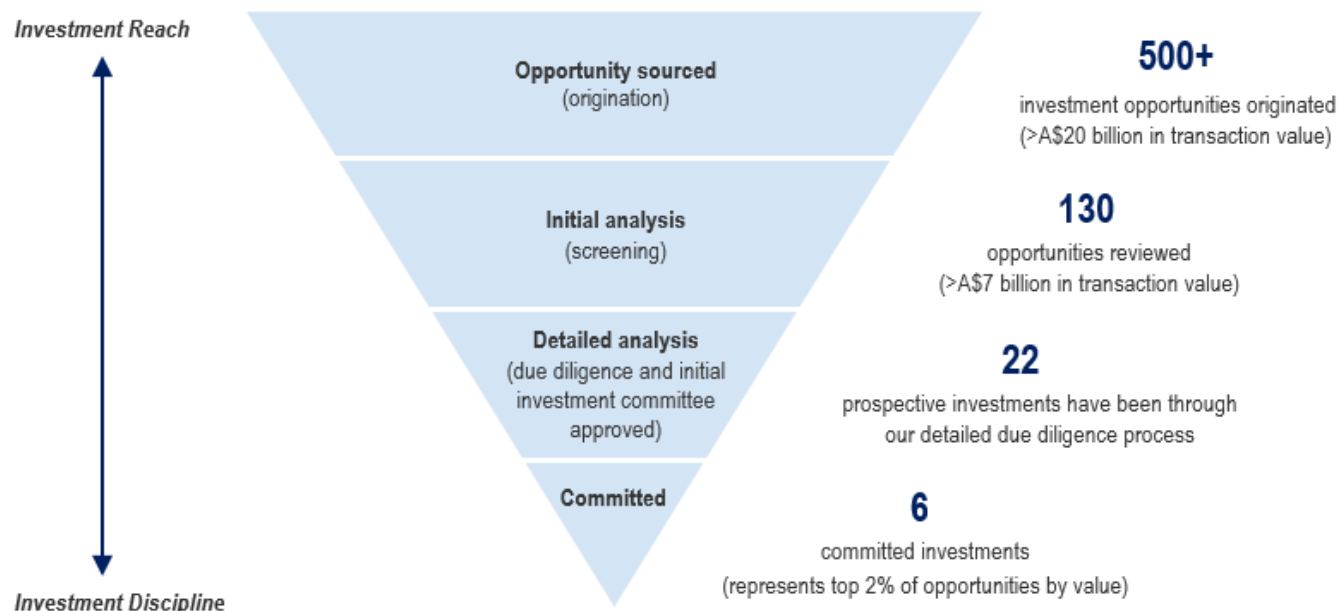 Investment Reach
Opportunity sourced
(origination)
500+
investment opportunities originated
(>A$20 billion in transaction value)
Initial analysis
(screening)
130
opportunities reviewed
(>A$7 billion in transaction value)
Detailed analysis
(due diligence and initial
investment committee
approved)
22
prospective investments have been through
our detailed due diligence process
Committed
6
committed investments
(represents top 2% of opportunities by value)
Investment Discipline